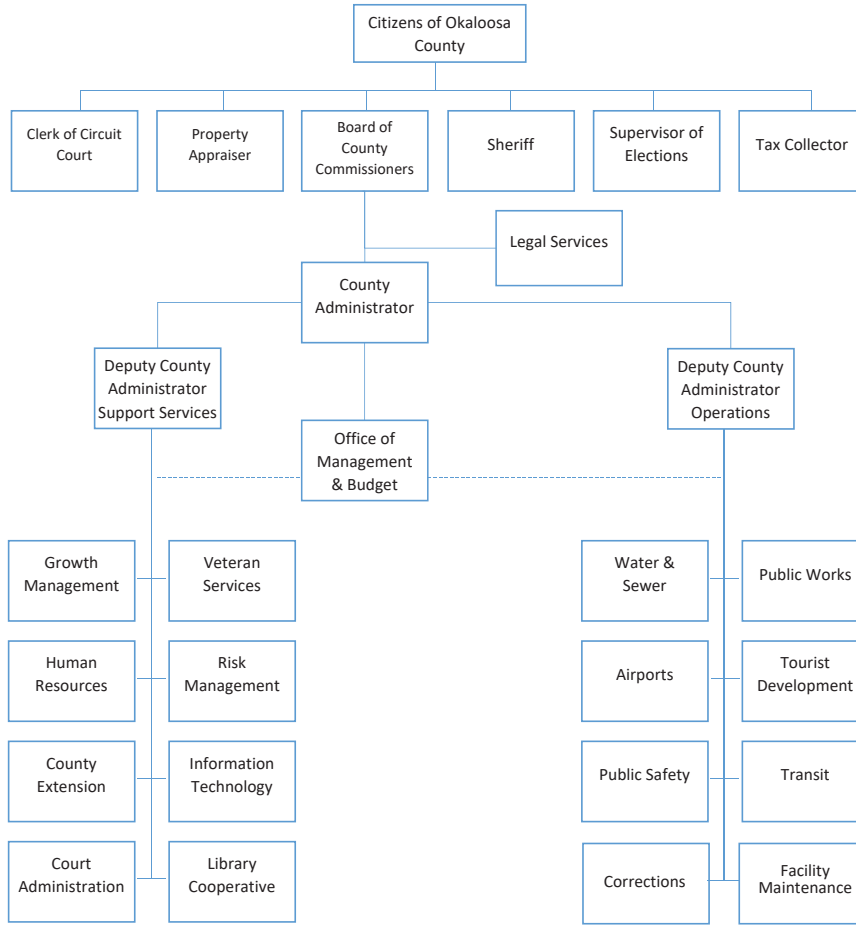 Citizens of Okaloosa
County
Clerk of Circuit
Court
Property
Appraiser
Board of
County
Commissioners
Sheriff
Supervisor of
Elections
Tax Collector
Legal Services
County
Administrator
Deputy County
Administrator
Support Services
Deputy County
Administrator
Operations
Office of
Management
& Budget
Growth
Management
Veteran
Services
Water &
Sewer
Public Works
Human
Resources
Risk
Management
Airports
Tourist
Development
County
Extension
Information
Technology
Public Safety
Transit
Court
Administration
Library
Cooperative
Corrections
Facility
Maintenance